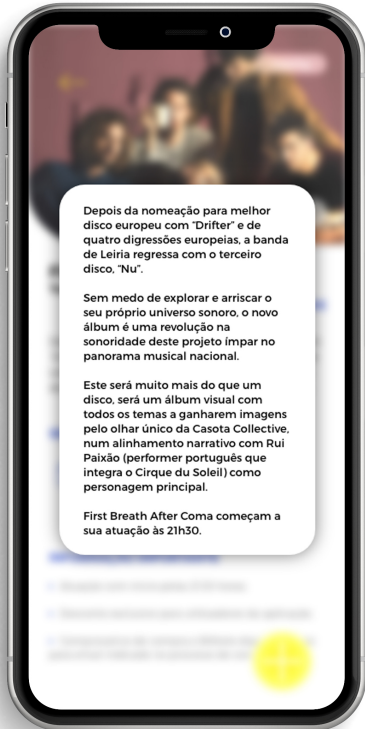 Depois da nomeação para melhor
disco europeu com “Drifter” e de
quatro digressões europeias, a banda
de Leiria regressa com o terceiro
disco, “Nu”.
Sem medo de explorar e arriscar o
seu próprio universo sonoro, o novo
álbum é uma revolução na
sonoridade deste projeto ímpar no
panorama musical nacional.
Este será muito mais do que um
disco, será um álbum visual com
todos os temas a ganharem imagens
pelo olhar único da Casota Collective,
num alinhamento narrativo com Rui
Paixão (performer português que
integra o Cirque du Soleil) como
personagem principal.
First Breath After Coma começam a
sua atuação às 21h30.